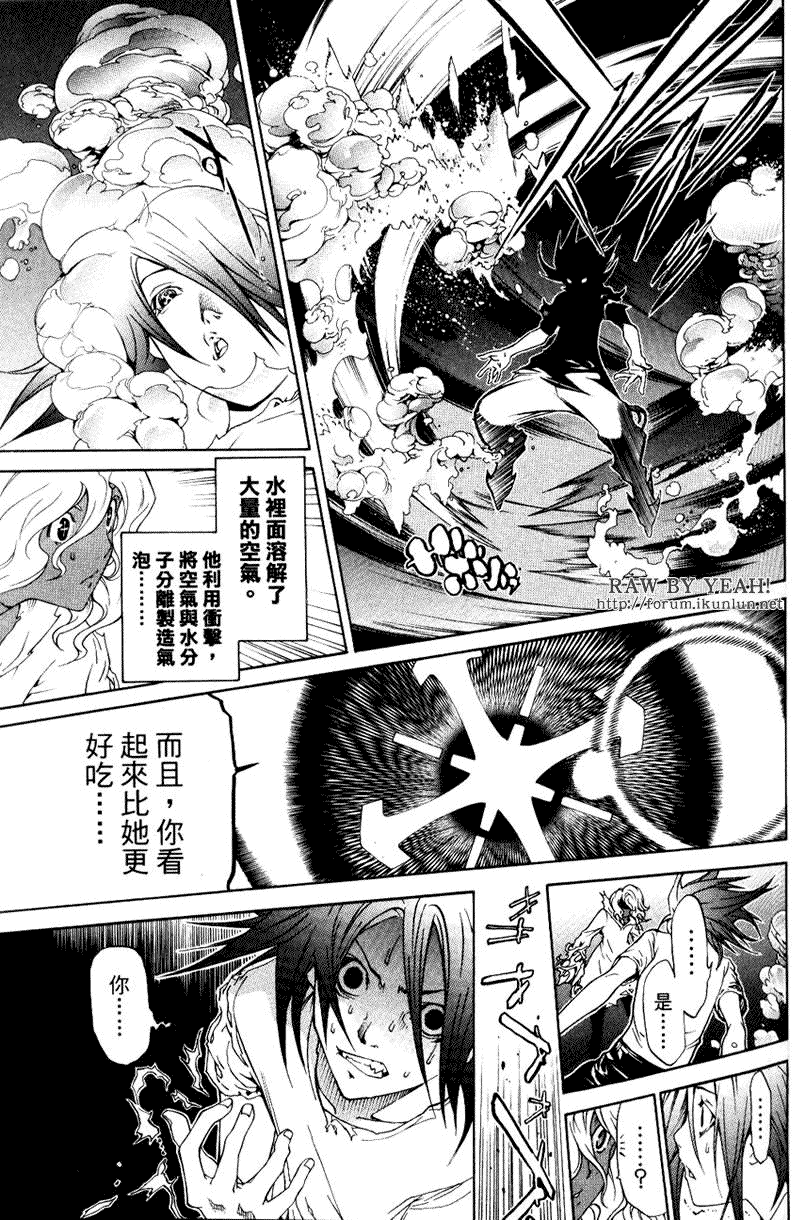 RAW BY YEAH!
http://forum.ikunlun.net
水裡面溶解了
大量的空氣。
他利用衝擊，
將空氣與水分
子分離製造氣
泡………
而且，你看
起來比她更
好吃……
……
是……
……
……？
你……